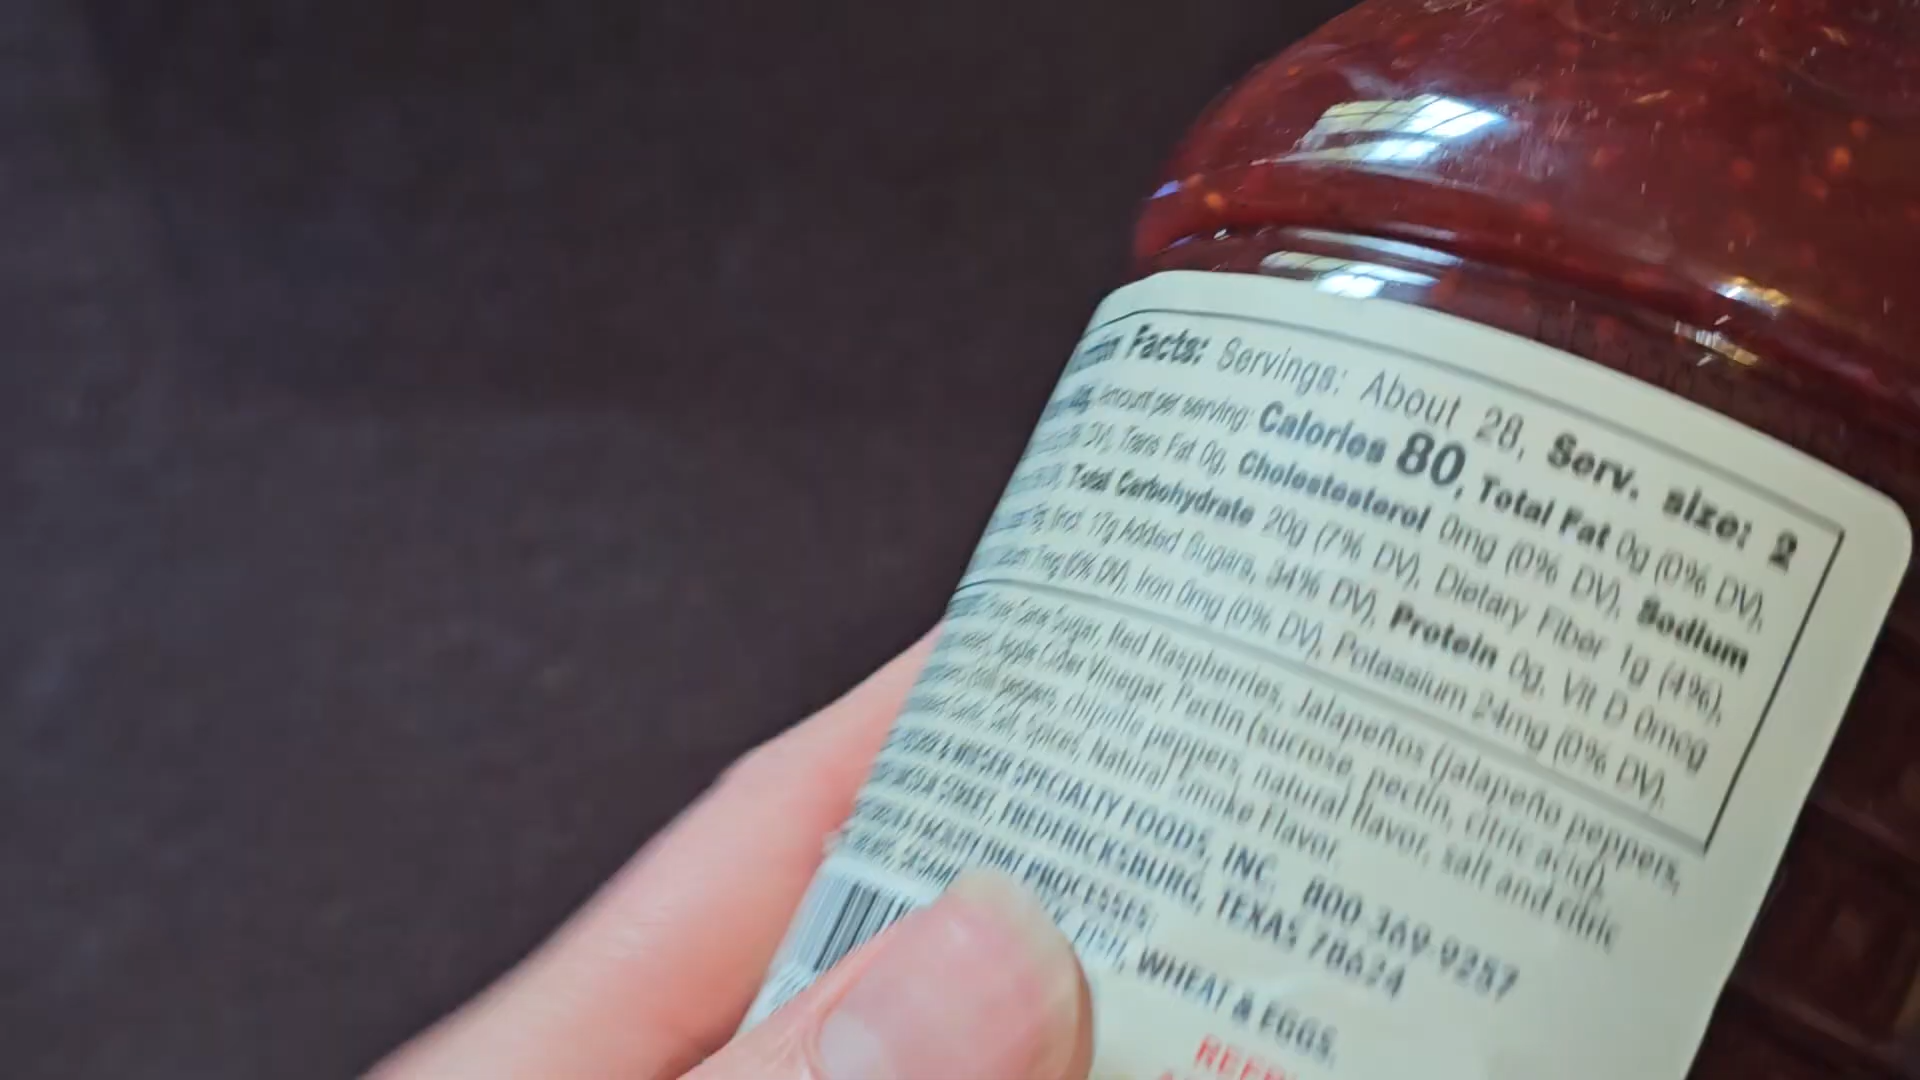 Facts: Servings: About 28, Serv. size: 2
Amount per serving: Calories 80, Total Fat 0g (0% DV),
DV), Trans Fat 0g, Cholestesterol 0mg (0% DV), Sodium
Total Carbohydrate 20g (7% DV), Dietary Fiber 1g (4%),
Incl. 17g Added Sugars, 34% DV), Protein 0g, Vit D 0mcg
(0% DV), Iron 0mg (0% DV), Potassium 24mg (0% DV).
Pure Cane Sugar, Red Raspberries, Jalapeños (jalapeño peppers,
Apple Cider Vinegar, Pectin (sucrose, pectin, citric acid),
peppers, chipotle peppers, natural flavor, salt and citric
Salt, Spices, Natural Smoke Flavor.
SPECIALTY FOODS, INC. 800-369-9257
STREET, FREDERICKSBURG, TEXAS 78624
PROCESSES:
FISH, WHEAT & EGGS.